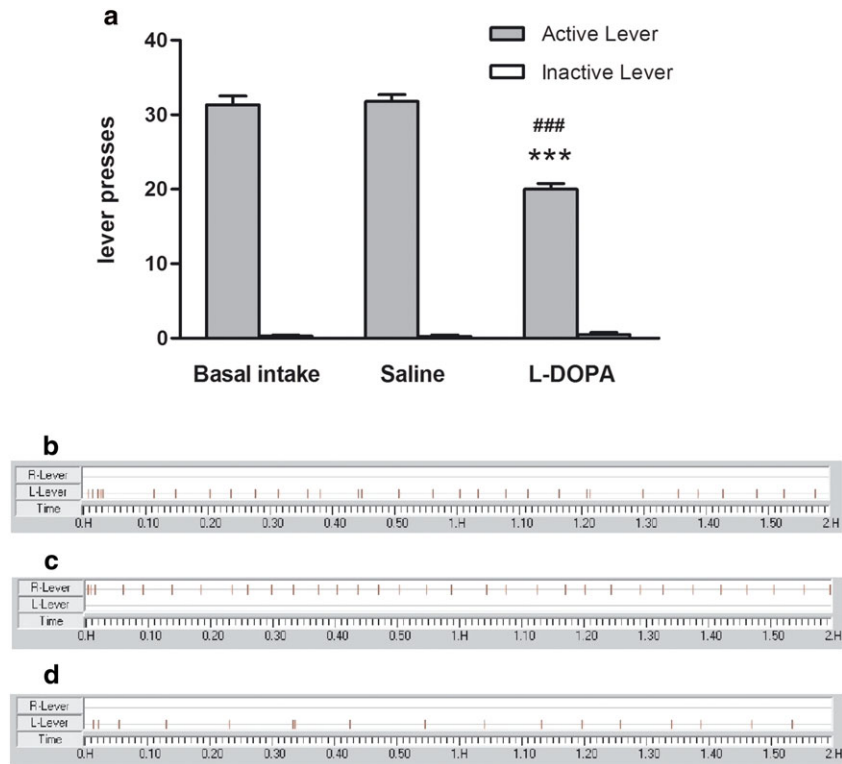 a
40
30
20
10
0
lever presses
Active Lever
Inactive Lever
###
***
Basal intake Saline L-DOPA
b
R-Lever
L-Lever
Time
0.H 0.10 0.20 0.30 0.40 0.50 1.H 1.10 1.20 1.30 1.40 1.50 2.H
c
R-Lever
L-Lever
Time
0.H 0.10 0.20 0.30 0.40 0.50 1.H 1.10 1.20 1.30 1.40 1.50 2.H
d
R-Lever
L-Lever
Time
0.H 0.10 0.20 0.30 0.40 0.50 1.H 1.10 1.20 1.30 1.40 1.50 2.H